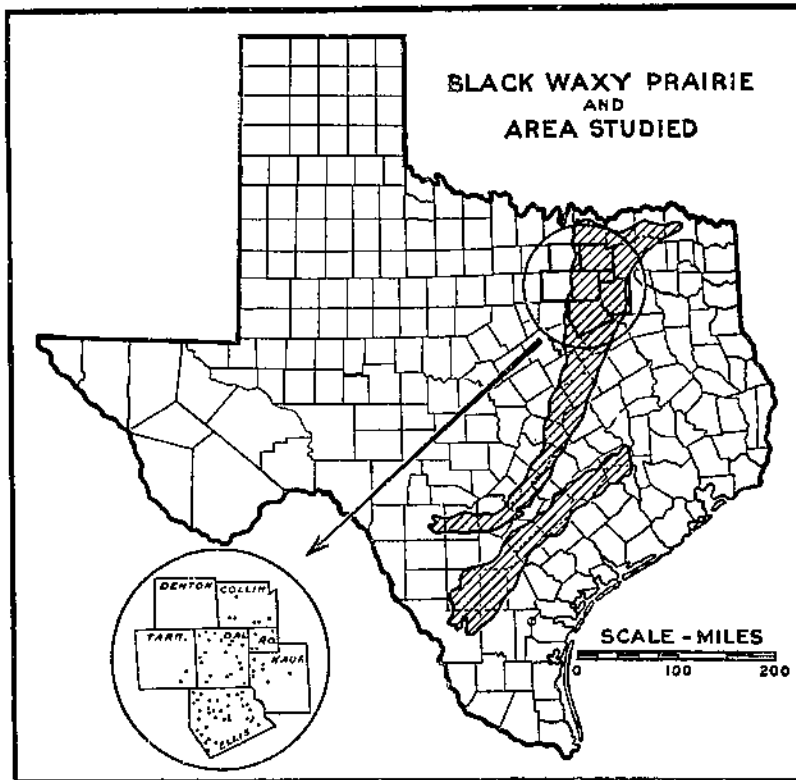 BLACK WAXY PRAIRIE
AND
AREA STUDIED
DENTON
COLLIN
TARR.
DAL.
RO.
KAUF.
ELLIS
SCALE - MILES
0 100 200